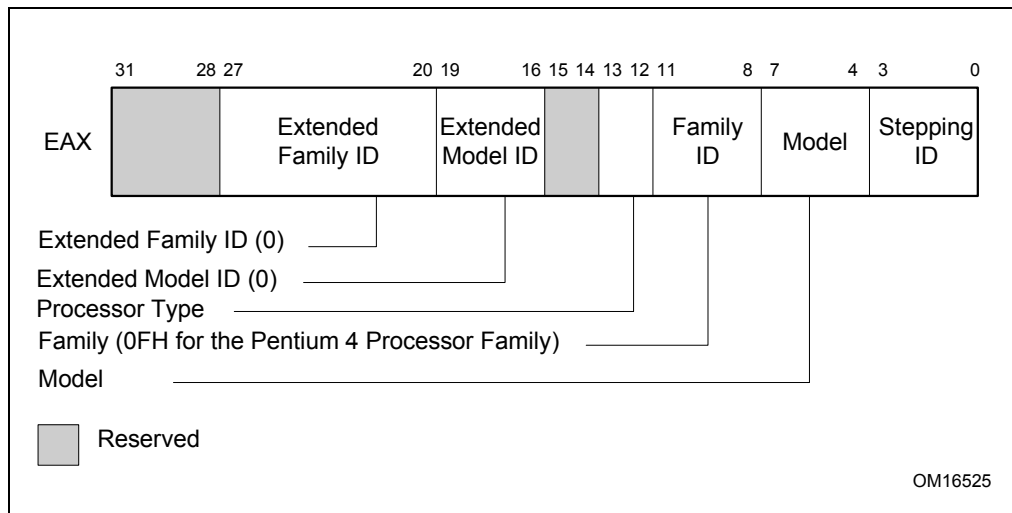 31 28 27 20 19 16 15 14 13 12 11 8 7 4 3 0
EAX
Extended Family ID
Extended Model ID
Family ID
Model
Stepping ID
Extended Family ID (0)
Extended Model ID (0)
Processor Type
Family (0FH for the Pentium 4 Processor Family)
Model
Reserved
OM16525